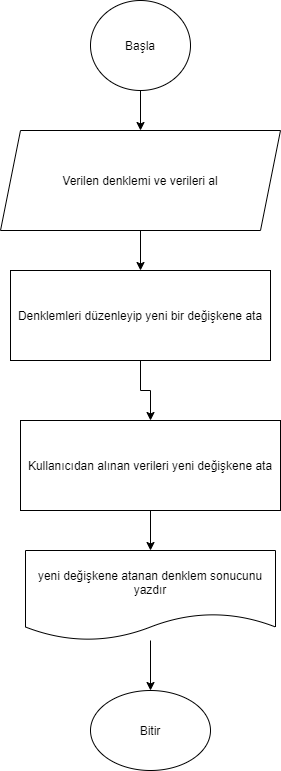 Başla
Verilen denklemi ve verileri al
Denklemleri düzenleyip yeni bir değişkene ata
Kullanıcıdan alınan verileri yeni değişkene ata
yeni değişkene atanan denklem sonucunu
yazdır
Bitir